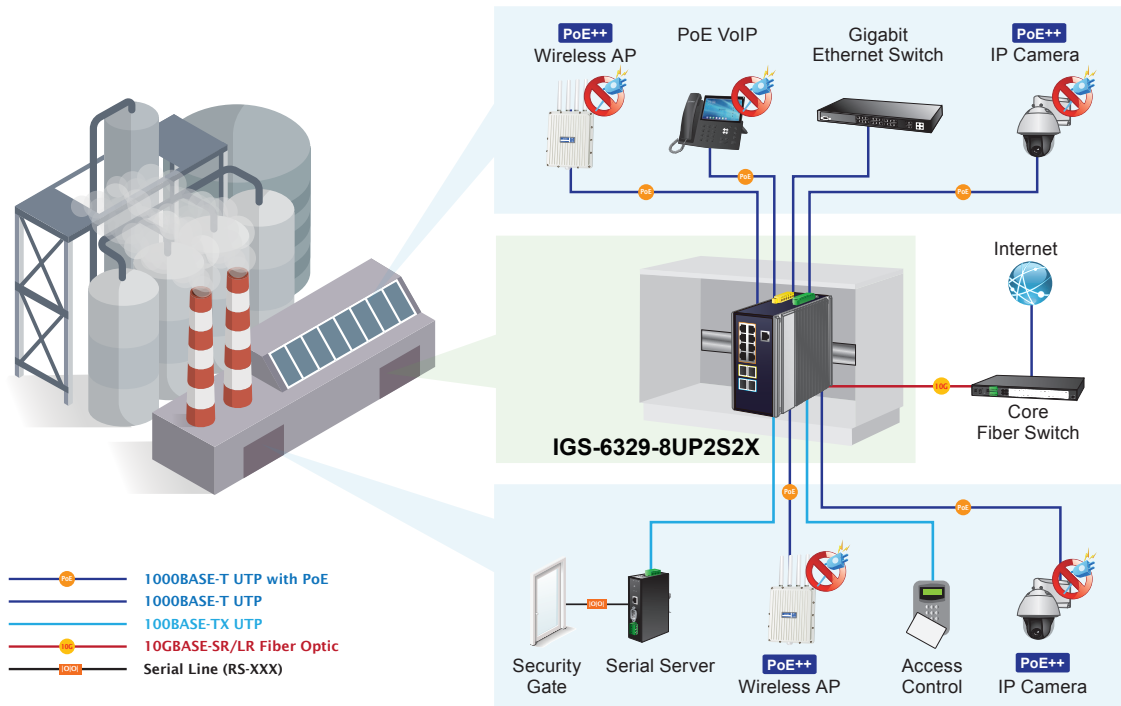 PoE++
Wireless AP
PoE VoIP
Gigabit
Ethernet Switch
PoE++
IP Camera
PoE
PoE
PoE
Internet
10G
Core
Fiber Switch
IGS-6329-8UP2S2X
PoE
PoE
Security
Gate
IOIOI
Serial Server
PoE++
Wireless AP
Access
Control
PoE++
IP Camera
PoE
1000BASE-T UTP with PoE
1000BASE-T UTP
100BASE-TX UTP
10G
10GBASE-SR/LR Fiber Optic
IOIOI
Serial Line (RS-XXX)